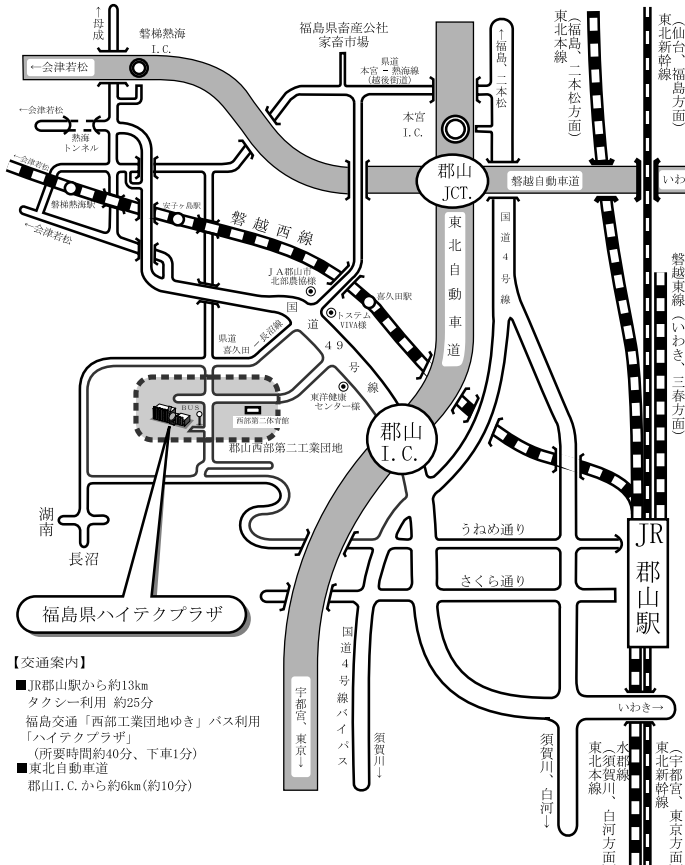 ←母成
磐梯熱海
I.C.
←会津若松
←会津若松
熱海
トンネル
←会津若松
磐梯熱海駅
←会津若松
安子ヶ島駅
磐越西線
福島県畜産公社
家畜市場
県道
本宮－熱海線
(越後街道)
←福島、二本松
本宮
I.C.
郡山
JCT.
磐越自動車道
いわ
東北本線
(福島、二本松方面)
東北新幹線
(仙台、福島方面)
磐越東線(いわき、三春方面)
東北自動車道
国道4号線
JA郡山市
北部農協様
トステム
VIVA様
喜久田駅
国道49号線
県道
喜久田－長沼線
東洋健康
センター様
BUS
西部第二体育館
郡山西部第二工業団地
郡山
I.C.
湖南
長沼
うねめ通り
さくら通り
JR
郡山駅
福島県ハイテクプラザ
国道4号線バイパス
宇都宮、東京→
須賀川→
須賀川、白河→
いわき→
東北本線
(須賀川、白河方面
水郡線
東北新幹線
(宇都宮、東京方面
【交通案内】
■JR郡山駅から約13km
タクシー利用 約25分
福島交通「西部工業団地ゆき」バス利用
「ハイテクプラザ」
(所要時間約40分、下車1分)
■東北自動車道
郡山I.C.から約6km(約10分)